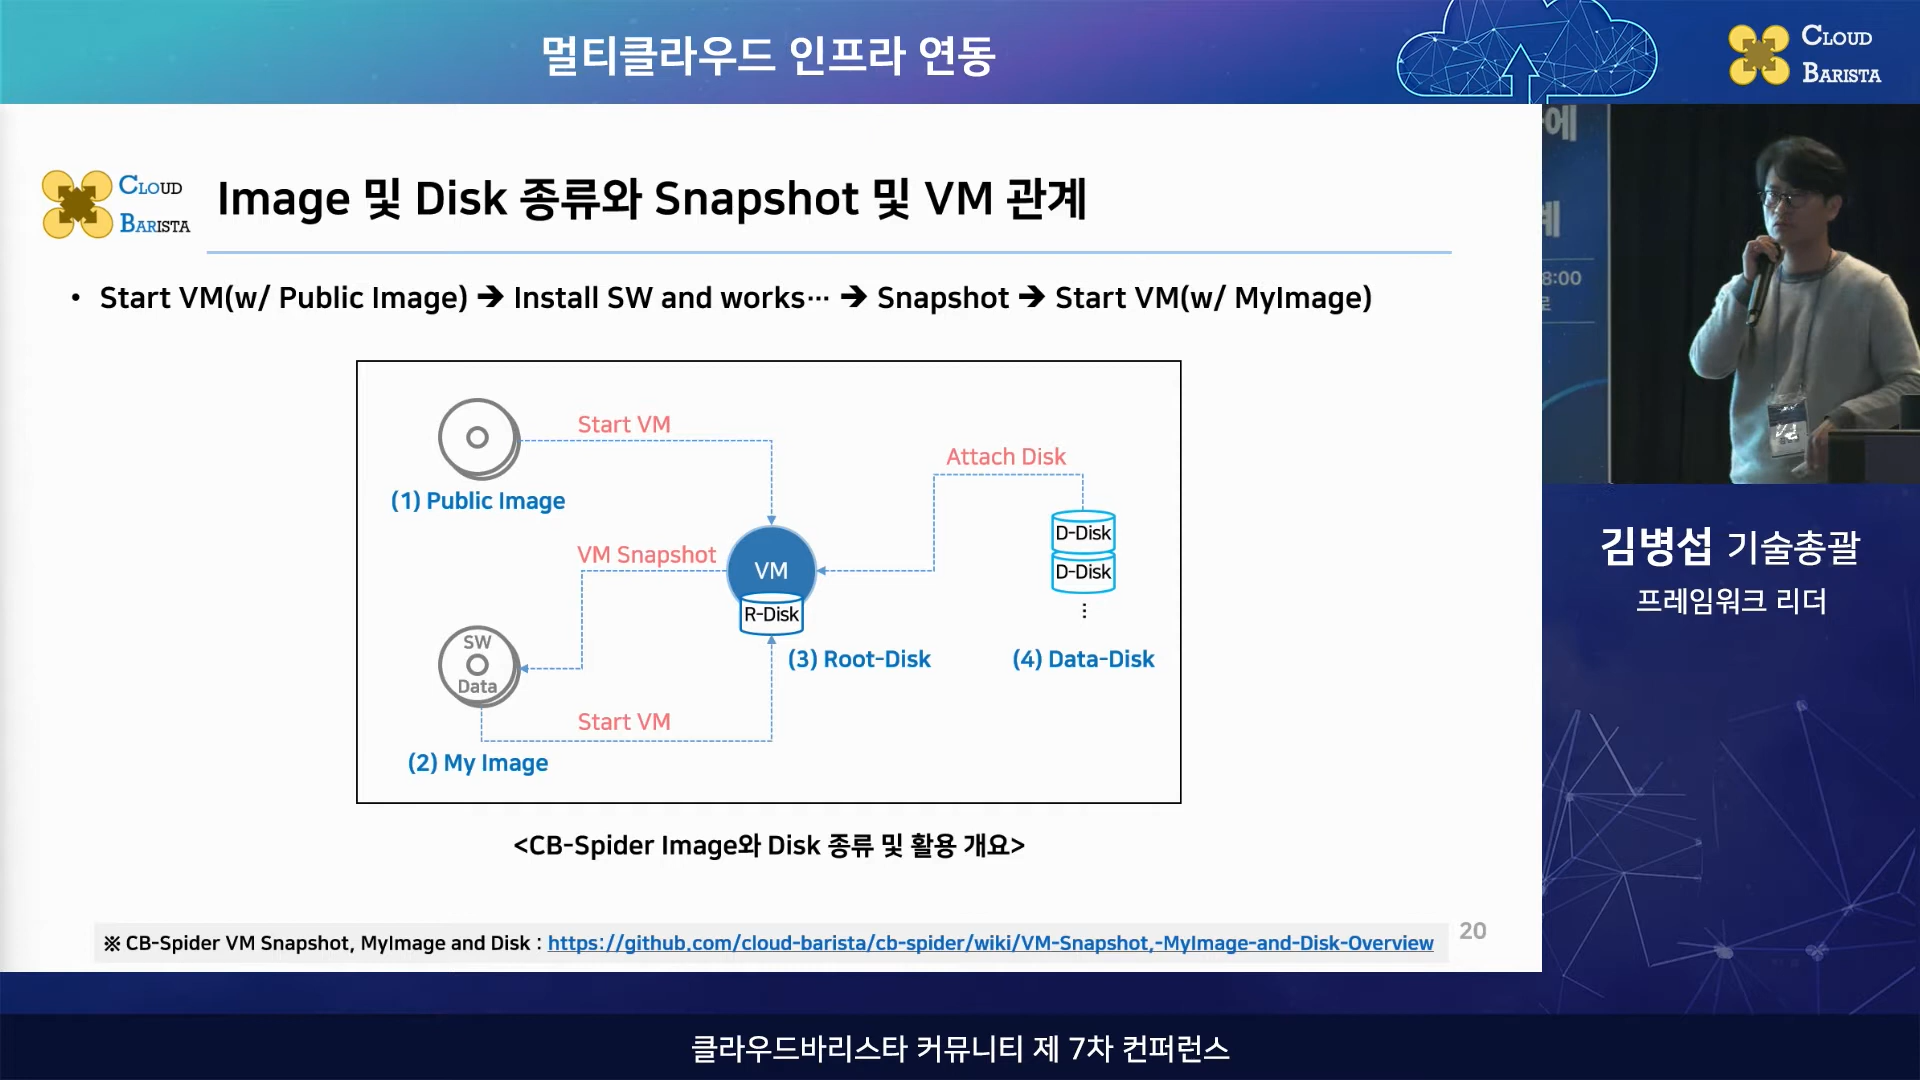 멀티클라우드 인프라 연동
CLOUD
BARISTA
CLOUD
BARISTA
Image 및 Disk 종류와 Snapshot 및 VM 관계
• Start VM(w/ Public Image) → Install SW and works… → Snapshot → Start VM(w/ MyImage)
Start VM
(1) Public Image
Attach Disk
D-Disk
D-Disk
⋮
(4) Data-Disk
VM Snapshot
VM
R-Disk
(3) Root-Disk
SW
Data
Start VM
(2) My Image
<CB-Spider Image와 Disk 종류 및 활용 개요>
※ CB-Spider VM Snapshot, MyImage and Disk : https://github.com/cloud-barista/cb-spider/wiki/VM-Snapshot,-MyImage-and-Disk-Overview
20
에
계
8:00
김병섭 기술총괄
프레임워크 리더
클라우드바리스타 커뮤니티 제 7차 컨퍼런스